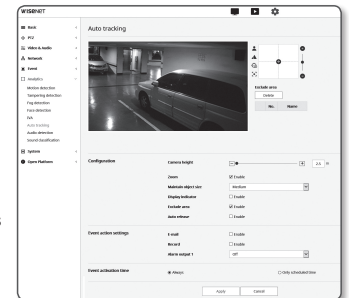 WISENET
Basic
PTZ
Video & Audio
Network
Event
Analytics
Motion detection
Tampering detection
Fog detection
Face detection
IVA
Auto tracking
Audio detection
Sound classification
System
Open Platform
Auto tracking
Exclude area
Delete
No. Name
Configuration
Camera height 2.5 m
Zoom Enable
Maintain object size Medium
Display indicator Enable
Exclude area Enable
Auto release Enable
Event action settings
E-mail Enable
Record Enable
Alarm output 1 Off
Event activation time
Always Only scheduled time
Apply Cancel